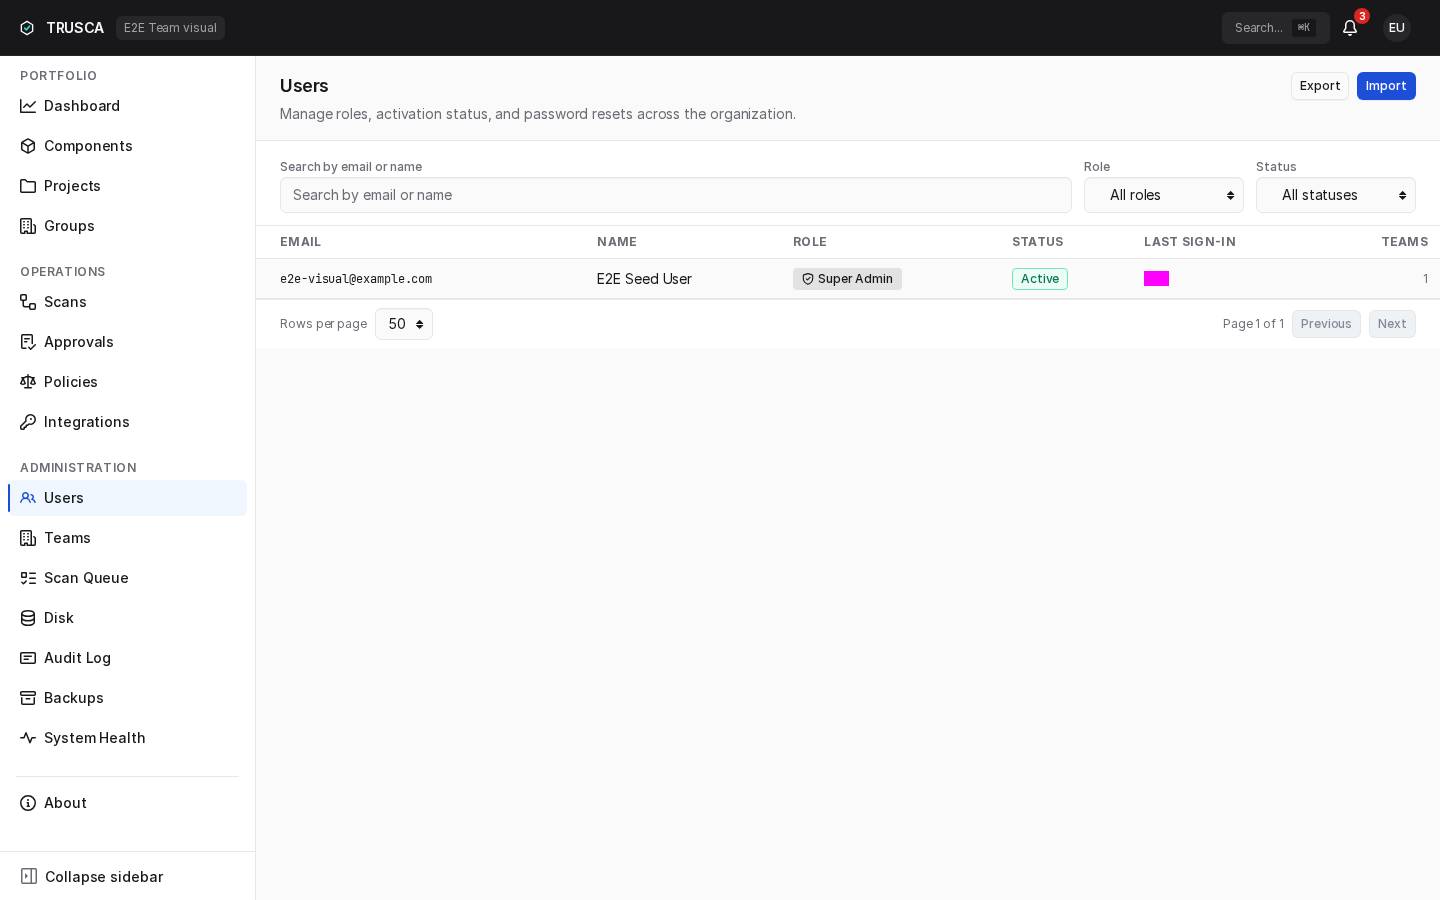 TRUSCA E2E Team visual Search... ⌘K 3 EU
PORTFOLIO
Dashboard
Components
Projects
Groups
OPERATIONS
Scans
Approvals
Policies
Integrations
ADMINISTRATION
Users
Teams
Scan Queue
Disk
Audit Log
Backups
System Health
About
Collapse sidebar
Users
Export Import
Manage roles, activation status, and password resets across the organization.
Search by email or name Role Status
Search by email or name All roles All statuses
EMAIL NAME ROLE STATUS LAST SIGN-IN TEAMS
e2e-visual@example.com E2E Seed User Super Admin Active 1
Rows per page 50 Page 1 of 1 Previous Next